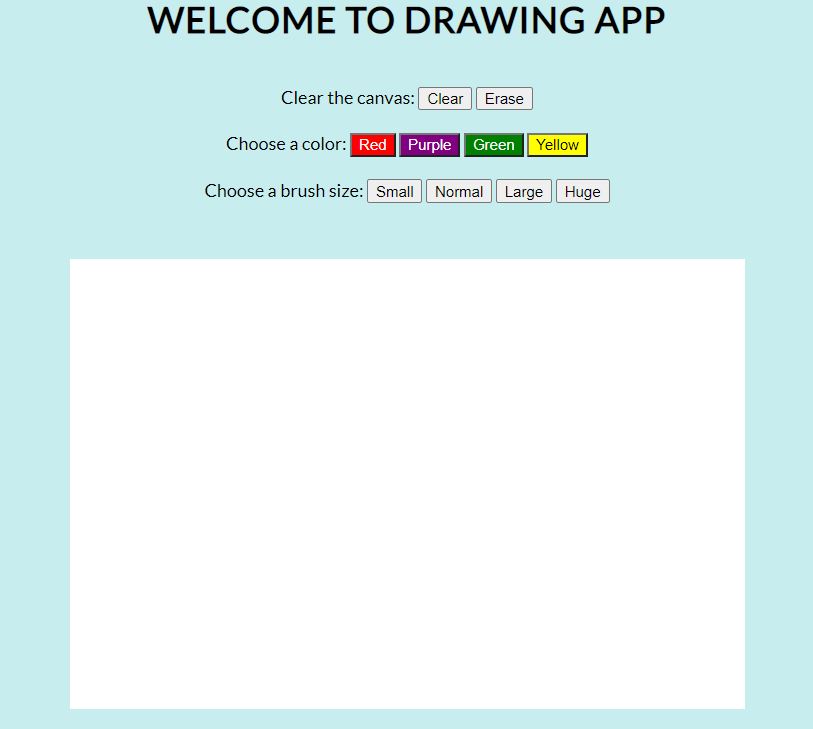 WELCOME TO DRAWING APP
Clear the canvas: Clear Erase
Choose a color: Red Purple Green Yellow
Choose a brush size: Small Normal Large Huge